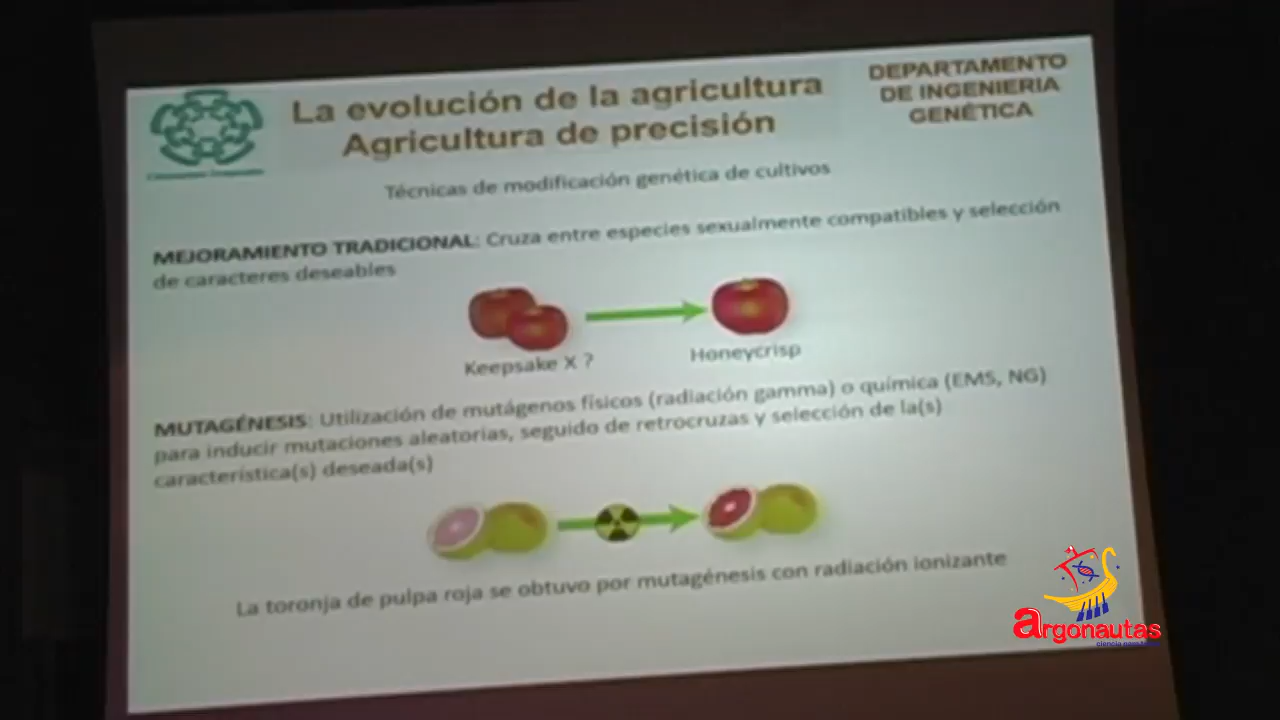 La evolución de la agricultura
Agricultura de precisión
DEPARTAMENTO
DE INGENIERIA
GENÉTICA
Técnicas de modificación genética de cultivos
MEJORAMIENTO TRADICIONAL: Cruza entre especies sexualmente compatibles y selección
de caracteres deseables
Keepsake X ?
Honeycrisp
MUTAGÉNESIS: Utilización de mutágenos físicos (radiación gamma) o química (EMS, NG)
para inducir mutaciones aleatorias, seguido de retrocruzas y selección de la(s)
característica(s) deseada(s)
La toronja de pulpa roja se obtuvo por mutagénesis con radiación ionizante
argonautas